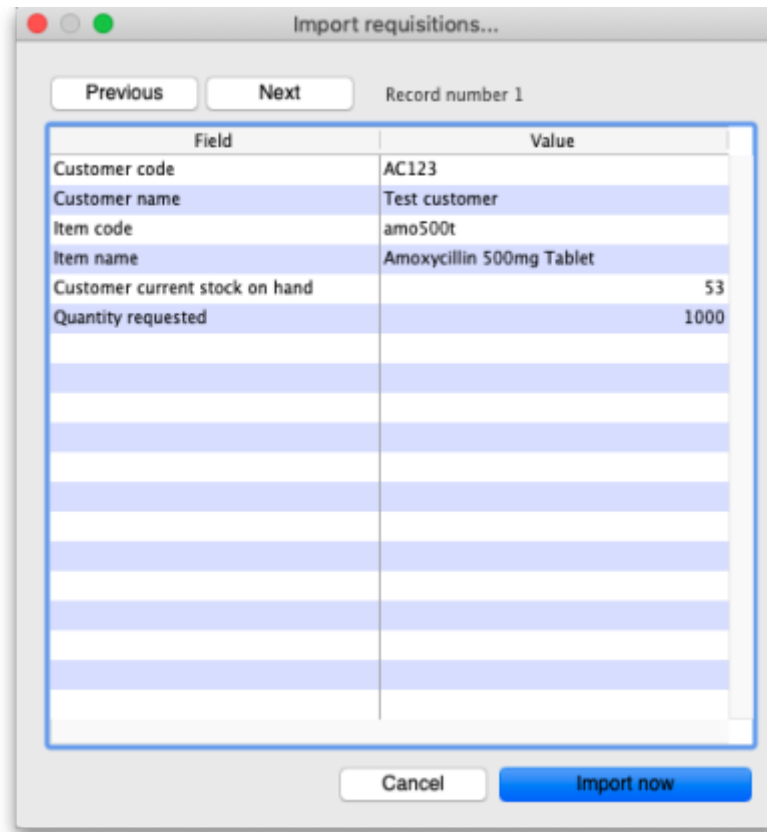 Import requisitions...
Previous Next Record number 1
Field Value
Customer code AC123
Customer name Test customer
Item code amo500t
Item name Amoxycillin 500mg Tablet
Customer current stock on hand 53
Quantity requested 1000
Cancel Import now